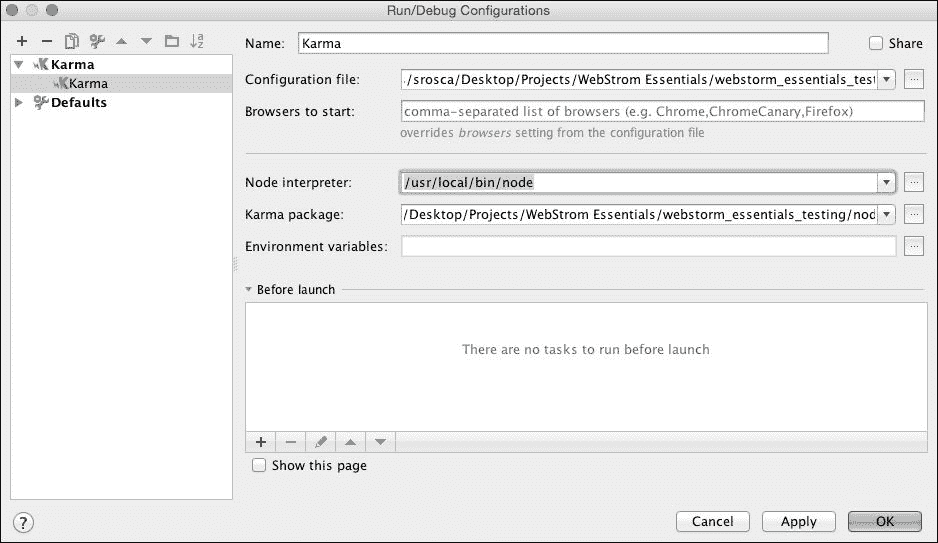 Run/Debug Configurations
Name: Karma
Share
Karma
Karma
Defaults
Configuration file: ./srosca/Desktop/Projects/WebStrom Essentials/webstorm_essentials_test
Browsers to start: comma-separated list of browsers (e.g. Chrome,ChromeCanary,Firefox)
overrides browsers setting from the configuration file
Node interpreter: /usr/local/bin/node
Karma package: /Desktop/Projects/WebStrom Essentials/webstorm_essentials_testing/nod
Environment variables:
Before launch
There are no tasks to run before launch
Show this page
?
Cancel
Apply
OK